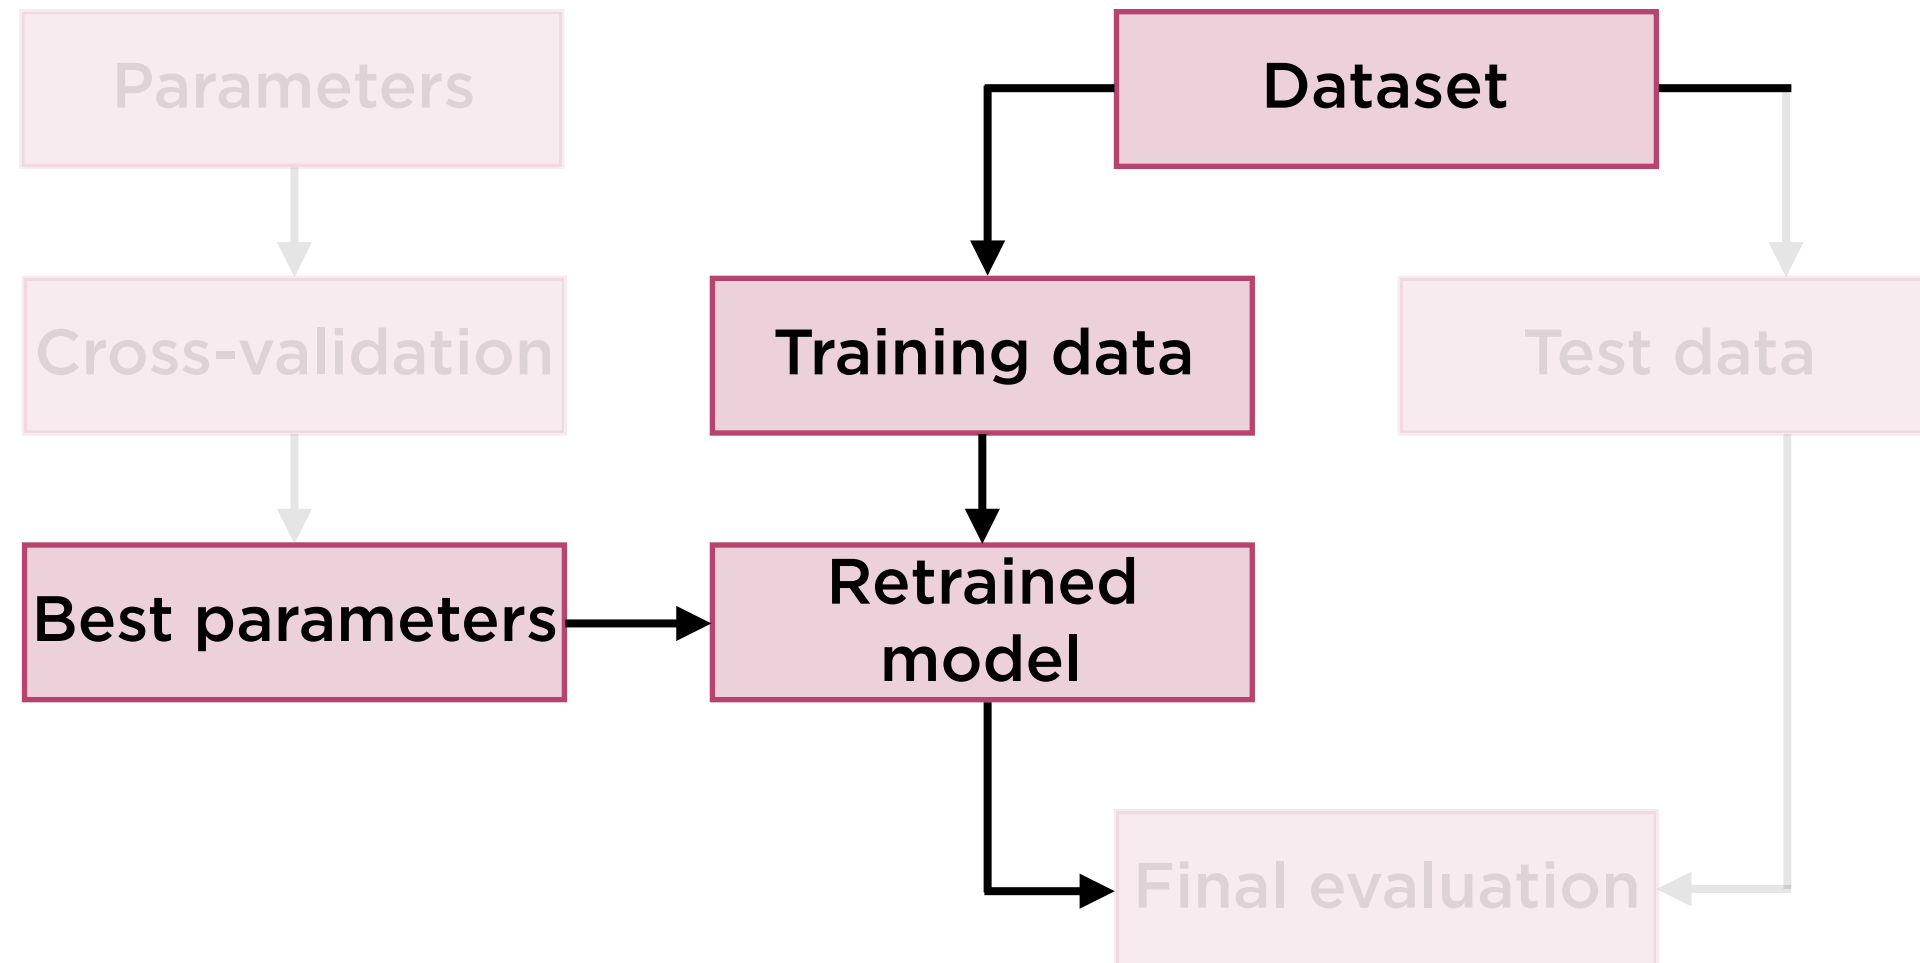 Parameters
Dataset
Cross-validation
Training data
Test data
Best parameters
Retrained
model
Final evaluation